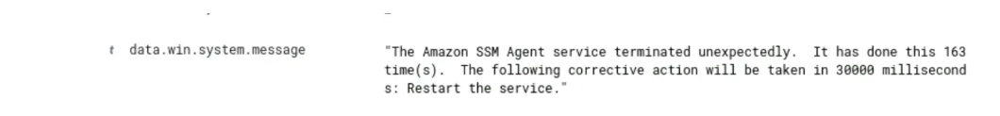 t data.win.system.message "The Amazon SSM Agent service terminated unexpectedly.  It has done this 163
time(s).  The following corrective action will be taken in 30000 millisecond
s: Restart the service."